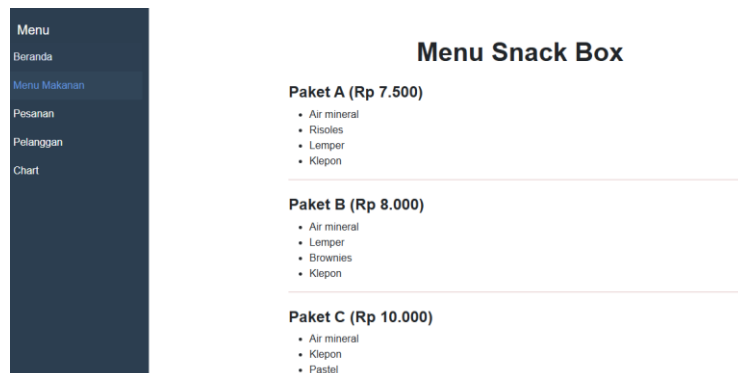 Menu
Beranda
Menu Makanan
Pesanan
Pelanggan
Chart
Menu Snack Box
Paket A (Rp 7.500)
Air mineral
Risoles
Lemper
Klepon
Paket B (Rp 8.000)
Air mineral
Lemper
Brownies
Klepon
Paket C (Rp 10.000)
Air mineral
Klepon
Pastel